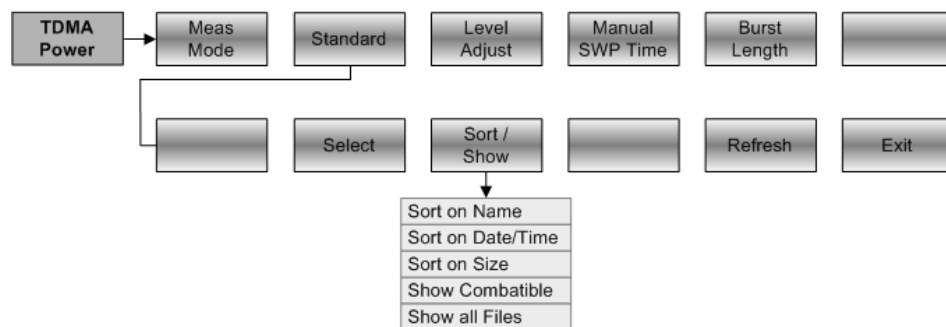 TDMA
Power
Meas
Mode
Standard
Level
Adjust
Manual
SWP Time
Burst
Length
Select
Sort /
Show
Refresh
Exit
Sort on Name
Sort on Date/Time
Sort on Size
Show Combatible
Show all Files